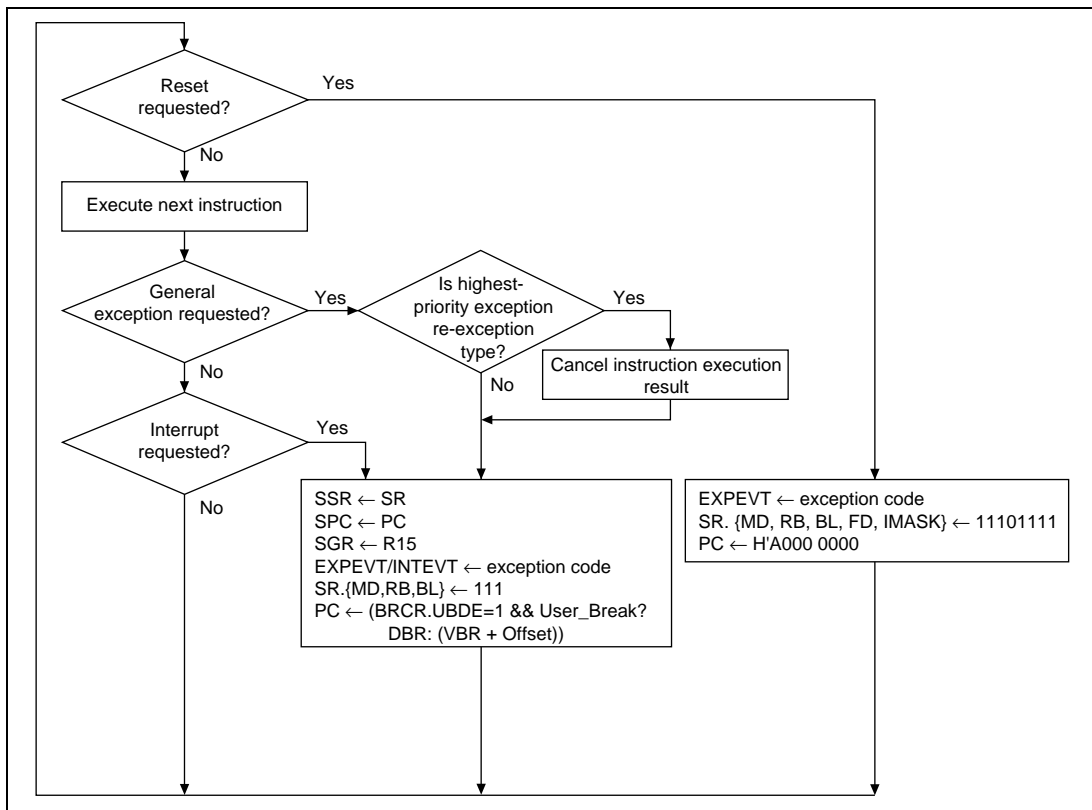 Reset
requested?
Yes
No
Execute next instruction
General
exception requested?
Yes
No
Is highest-
priority exception
re-exception
type?
Yes
No
Cancel instruction execution
result
Interrupt
requested?
Yes
No
SSR ← SR
SPC ← PC
SGR ← R15
EXPEVT/INTEVT ← exception code
SR.{MD,RB,BL} ← 111
PC ← (BRCR.UBDE=1 && User_Break?
DBR: (VBR + Offset))
EXPEVT ← exception code
SR. {MD, RB, BL, FD, IMASK} ← 11101111
PC ← H'A000 0000